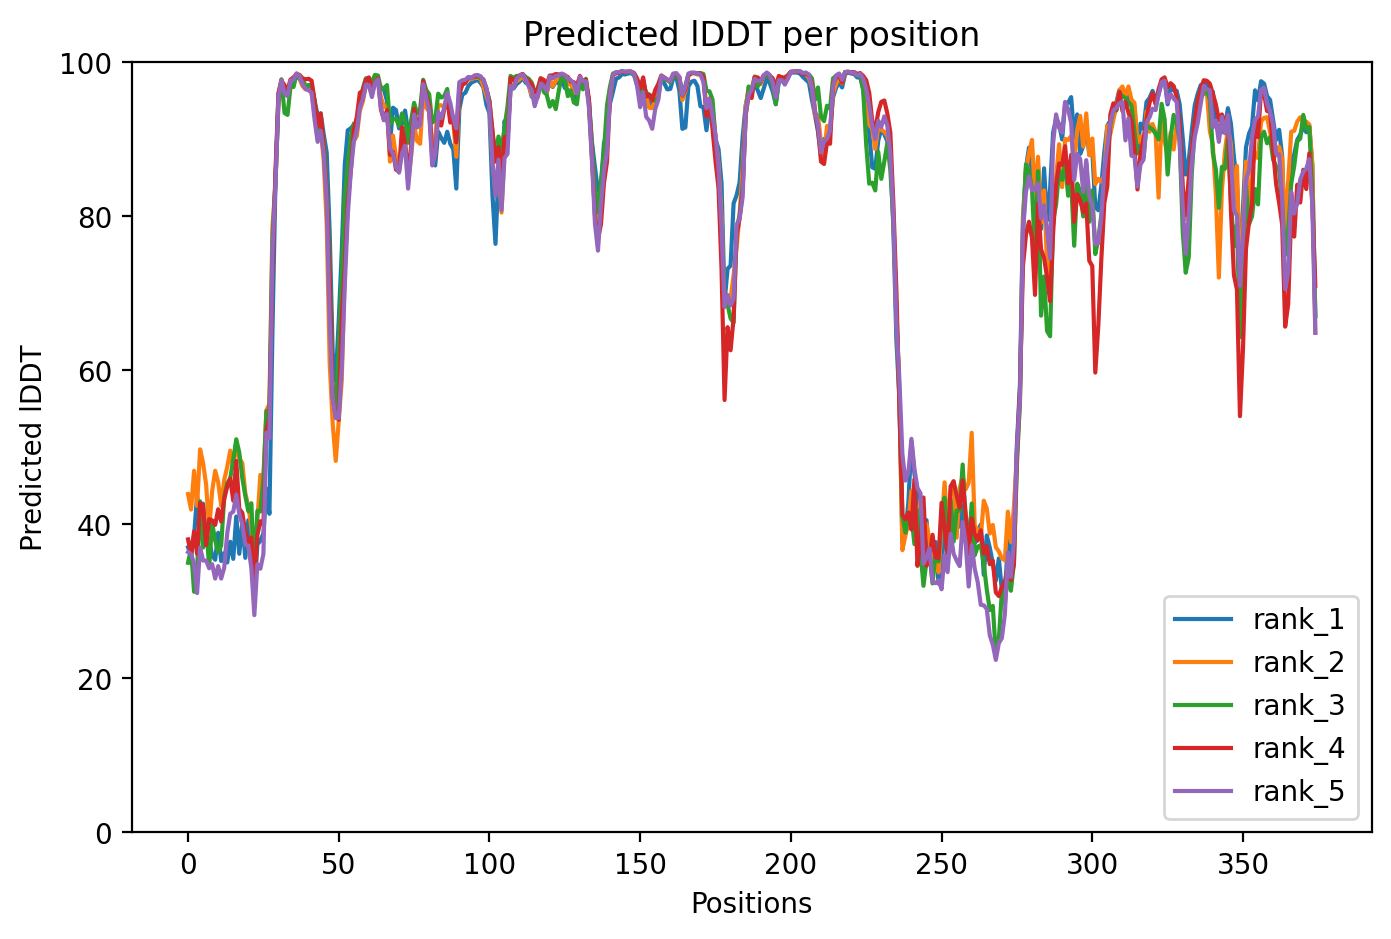 Predicted lDDT per position
100
80
60
40
20
0
Predicted lDDT
0 50 100 150 200 250 300 350
Positions
rank_1
rank_2
rank_3
rank_4
rank_5